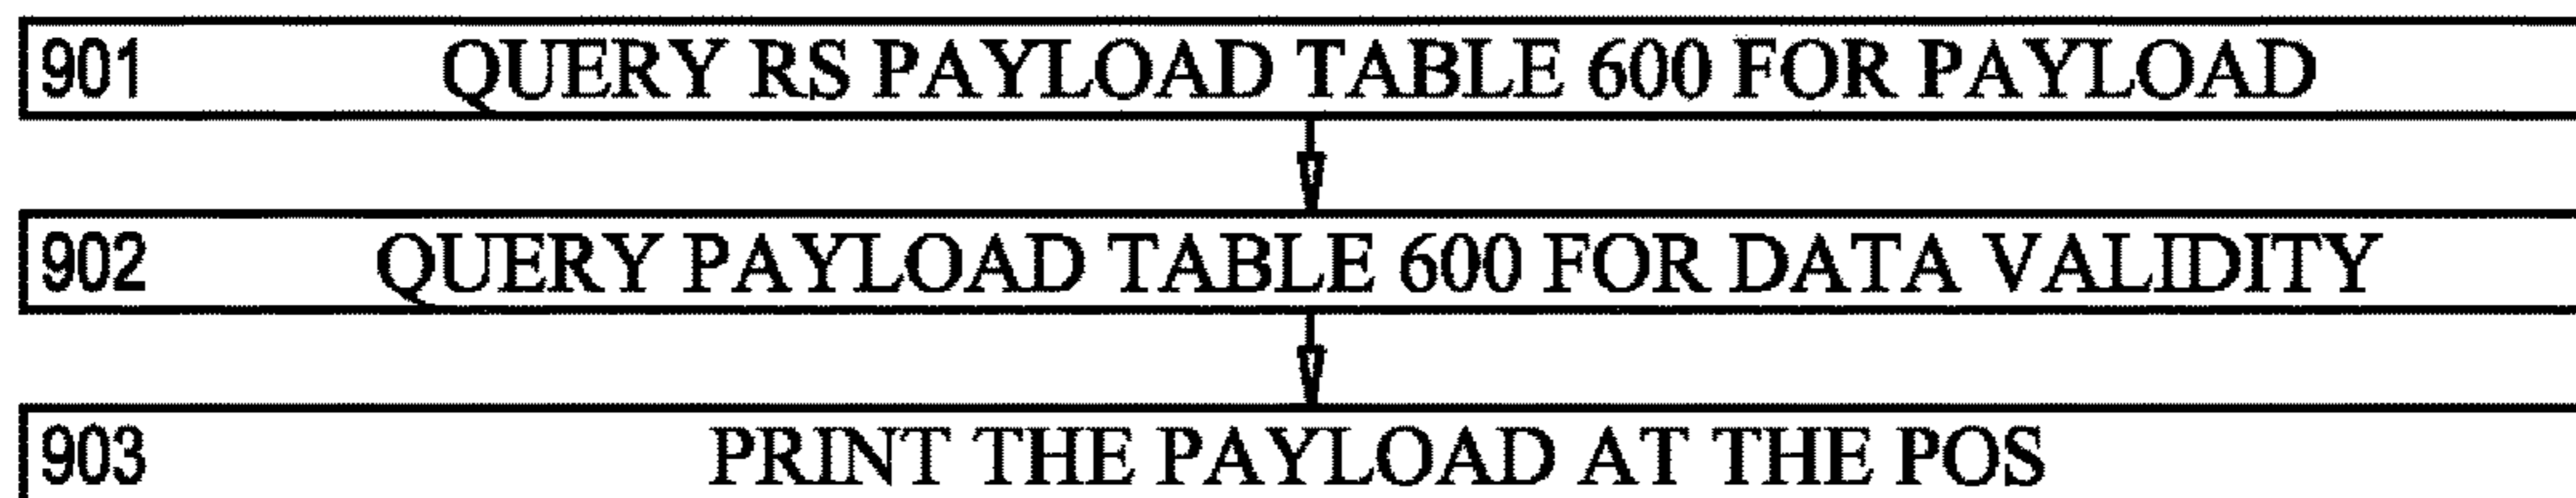 901 QUERY RS PAYLOAD TABLE 600 FOR PAYLOAD
902 QUERY PAYLOAD TABLE 600 FOR DATA VALIDITY
903 PRINT THE PAYLOAD AT THE POS